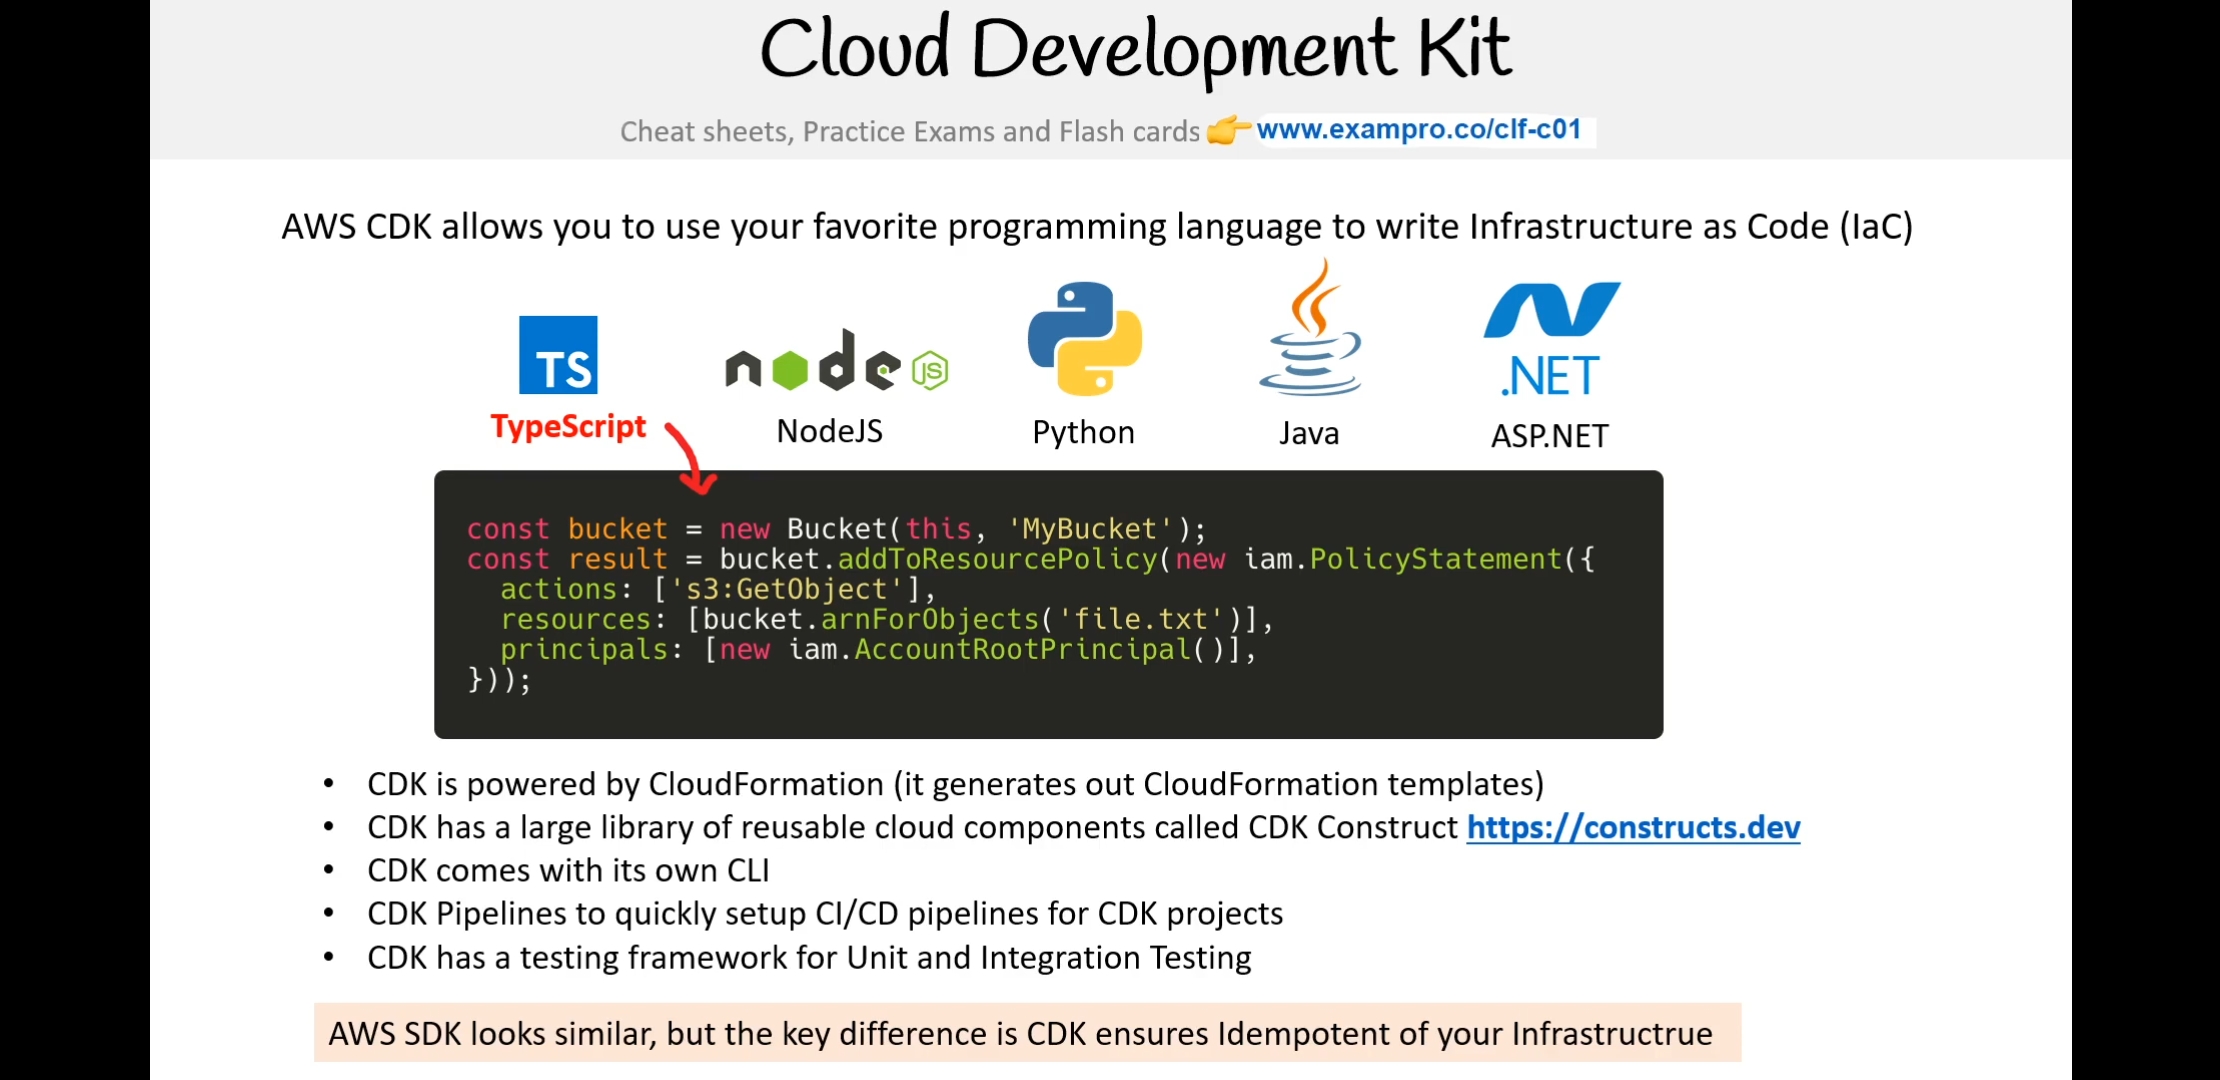 Cloud Development Kit
Cheat sheets, Practice Exams and Flash cards 👉 www.exampro.co/clf-c01
AWS CDK allows you to use your favorite programming language to write Infrastructure as Code (IaC)
TS
node JS
.NET
TypeScript
NodeJS
Python
Java
ASP.NET
const bucket = new Bucket(this, 'MyBucket');
const result = bucket.addToResourcePolicy(new iam.PolicyStatement({
  actions: ['s3:GetObject'],
  resources: [bucket.arnForObjects('file.txt')],
  principals: [new iam.AccountRootPrincipal()],
}));
• CDK is powered by CloudFormation (it generates out CloudFormation templates)
• CDK has a large library of reusable cloud components called CDK Construct https://constructs.dev
• CDK comes with its own CLI
• CDK Pipelines to quickly setup CI/CD pipelines for CDK projects
• CDK has a testing framework for Unit and Integration Testing
AWS SDK looks similar, but the key difference is CDK ensures Idempotent of your Infrastructrue